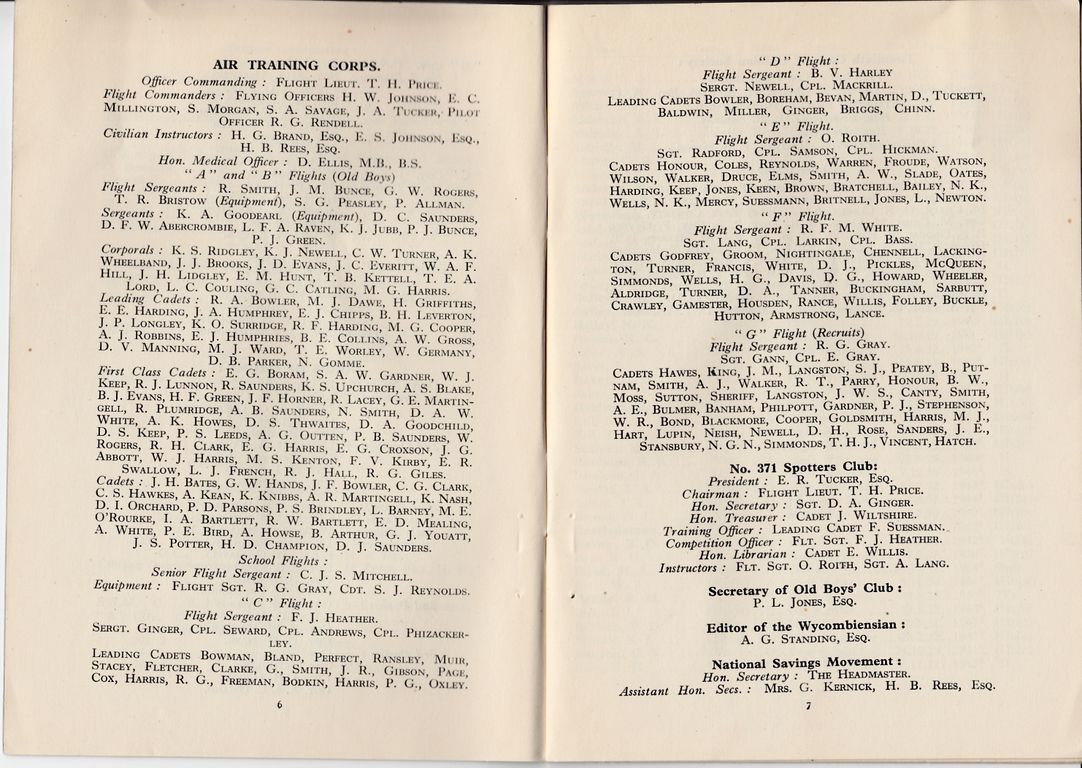 AIR TRAINING CORPS.
Officer Commanding : FLIGHT LIEUT. T. H. PRICE.
Flight Commanders : FLYING OFFICERS H. W. JOHNSON, E. C.
MILLINGTON, S. MORGAN, S. A. SAVAGE, J. A. TUCKER, PILOT
OFFICER R. G. RENDELL.
Civilian Instructors : H. G. BRAND, ESQ., E. S. JOHNSON, ESQ.,
H. B. REES, ESQ.
Hon. Medical Officer : D. ELLIS, M.B., B.S.
" A " and " B " Flights (Old Boys)
Flight Sergeants : R. SMITH, J. M. BUNCE, G. W. ROGERS,
T. R. BRISTOW (Equipment), S. G. PEASLEY, P. ALLMAN.
Sergeants : K. A. GOODEARL (Equipment), D. C. SAUNDERS,
D. F. W. ABERCROMBIE, L. F. A. RAVEN, K. J. JUBB, P. J. BUNCE,
P. J. GREEN.
Corporals : K. S. RIDGLEY, K. J. NEWELL, C. W. TURNER, A. K.
WHEELBAND, J. J. BROOKS, J. D. EVANS, J. C. EVERITT, W. A. F.
HILL, J. H. LIDGLEY, E. M. HUNT, T. B. KETTELL, T. E. A.
LORD, L. C. COULING, G. C. CATLING, M. G. HARRIS.
Leading Cadets : R. A. BOWLER, M. J. DAWE, H. GRIFFITHS,
E. E. HARDING, J. A. HUMPHREY, E. J. CHIPPS, B. H. LEVERTON,
J. P. LONGLEY, K. O. SURRIDGE, R. F. HARDING, M. G. COOPER,
A. J. ROBBINS, E. J. HUMPHRIES, B. E. COLLINS, A. W. GROSS,
D. V. MANNING, M. J. WARD, T. E. WORLEY, W. GERMANY,
D. B. PARKER, N. GOMME.
First Class Cadets : E. G. BORAM, S. A. W. GARDNER, W. J.
KEEP, R. J. LUNNON, R. SAUNDERS, K. S. UPCHURCH, A. S. BLAKE,
B. J. EVANS, H. F. GREEN, J. F. HORNER, R. LACEY, G. E. MARTIN-
GELL, R. PLUMRIDGE, A. B. SAUNDERS, N. SMITH, D. A. W.
WHITE, A. K. HOWES, D. S. THWAITES, D. A. GOODCHILD,
D. S. KEEP, P. S. LEEDS, A. G. OUTTEN, P. B. SAUNDERS, W.
ROGERS, R. H. CLARK, E. G. HARRIS, E. G. CROXSON, J. G.
ABBOTT, W. J. HARRIS, M. S. KENTON, F. V. KIRBY, E. R.
SWALLOW, L. J. FRENCH, R. J. HALL, R. G. GILES.
Cadets : J. H. BATES, G. W. HANDS, J. F. BOWLER, C. G. CLARK,
C. S. HAWKES, A. KEAN, K. KNIBBS, A. R. MARTINGELL, K. NASH,
D. I. ORCHARD, P. D. PARSONS, P. S. BRINDLEY, L. BARNEY, M. E.
O'ROURKE, I. A. BARTLETT, R. W. BARTLETT, E. D. MEALING,
A. WHITE, P. E. BIRD, A. HOWSE, B. ARTHUR, G. J. YOUATT,
J. S. POTTER, H. D. CHAMPION, D. J. SAUNDERS.
School Flights :
Senior Flight Sergeant : C. J. S. MITCHELL.
Equipment : FLIGHT SGT. R. G. GRAY, CDT. S. J. REYNOLDS.
" C " Flight :
Flight Sergeant : F. J. HEATHER.
SERGT. GINGER, CPL. SEWARD, CPL. ANDREWS, CPL. PHIZACKER-
LEY.
LEADING CADETS BOWMAN, BLAND, PERFECT, RANSLEY, MUIR,
STACEY, FLETCHER, CLARKE, G., SMITH, J. R., GIBSON, PAGE,
COX, HARRIS, R. G., FREEMAN, BODKIN, HARRIS, P. G., OXLEY.
6
" D " Flight :
Flight Sergeant : B. V. HARLEY
SERGT. NEWELL, CPL. MACKRILL.
LEADING CADETS BOWLER, BOREHAM, BEVAN, MARTIN, D., TUCKETT,
BALDWIN, MILLER, GINGER, BRIGGS, CHINN.
" E " Flight.
Flight Sergeant : O. ROITH.
SGT. RADFORD, CPL. SAMSON, CPL. HICKMAN.
CADETS HONOUR, COLES, REYNOLDS, WARREN, FROUDE, WATSON,
WILSON, WALKER, DRUCE, ELMS, SMITH, A. W., SLADE, OATES,
HARDING, KEEP, JONES, KEEN, BROWN, BRATCHELL, BAILEY, N. K.,
WELLS, N. K., MERCY, SUESSMANN, BRITNELL, JONES, L., NEWTON.
" F " Flight.
Flight Sergeant : R. F. M. WHITE.
SGT. LANG, CPL. LARKIN, CPL. BASS.
CADETS GODFREY, GROOM, NIGHTINGALE, CHENNELL, LACKING-
TON, TURNER, FRANCIS, WHITE, D. J., PICKLES, MCQUEEN,
SIMMONDS, WELLS, H. G., DAVIS, D. G., HOWARD, WHEELER,
ALDRIDGE, TURNER, D. A., TANNER, BUCKINGHAM, SARBUTT,
CRAWLEY, GAMESTER, HOUSDEN, RANCE, WILLIS, FOLLEY, BUCKLE,
HUTTON, ARMSTRONG, LANCE.
" G " Flight (Recruits)
Flight Sergeant : R. G. GRAY.
SGT. GANN, CPL. E. GRAY.
CADETS HAWES, KING, J. M., LANGSTON, S. J., PEATEY, B., PUT-
NAM, SMITH, A. J., WALKER, R. T., PARRY, HONOUR, B. W.,
MOSS, SUTTON, SHERIFF, LANGSTON, J. W. S., CANTY, SMITH,
A. E., BULMER, BANHAM, PHILPOTT, GARDNER, P. J., STEPHENSON,
W. R., BOND, BLACKMORE, COOPER, GOLDSMITH, HARRIS, M. J.,
HART, LUPIN, NEISH, NEWELL, D. H., ROSE, SANDERS, J. E.,
STANSBURY, N. G. N., SIMMONDS, T. H. J., VINCENT, HATCH.
No. 371 Spotters Club:
President : E. R. TUCKER, ESQ.
Chairman : FLIGHT LIEUT. T. H. PRICE.
Hon. Secretary : SGT. D. A. GINGER.
Hon. Treasurer : CADET J. WILTSHIRE.
Training Officer : LEADING CADET F. SUESSMAN.
Competition Officer : FLT. SGT. F. J. HEATHER.
Hon. Librarian : CADET E. WILLIS.
Instructors : FLT. SGT. O. ROITH, SGT. A. LANG.
Secretary of Old Boys' Club :
P. L. JONES, ESQ.
Editor of the Wycombiensian :
A. G. STANDING, ESQ.
National Savings Movement :
Hon. Secretary : THE HEADMASTER.
Assistant Hon. Secs. : MRS. G. KERNICK, H. B. REES, ESQ.
7